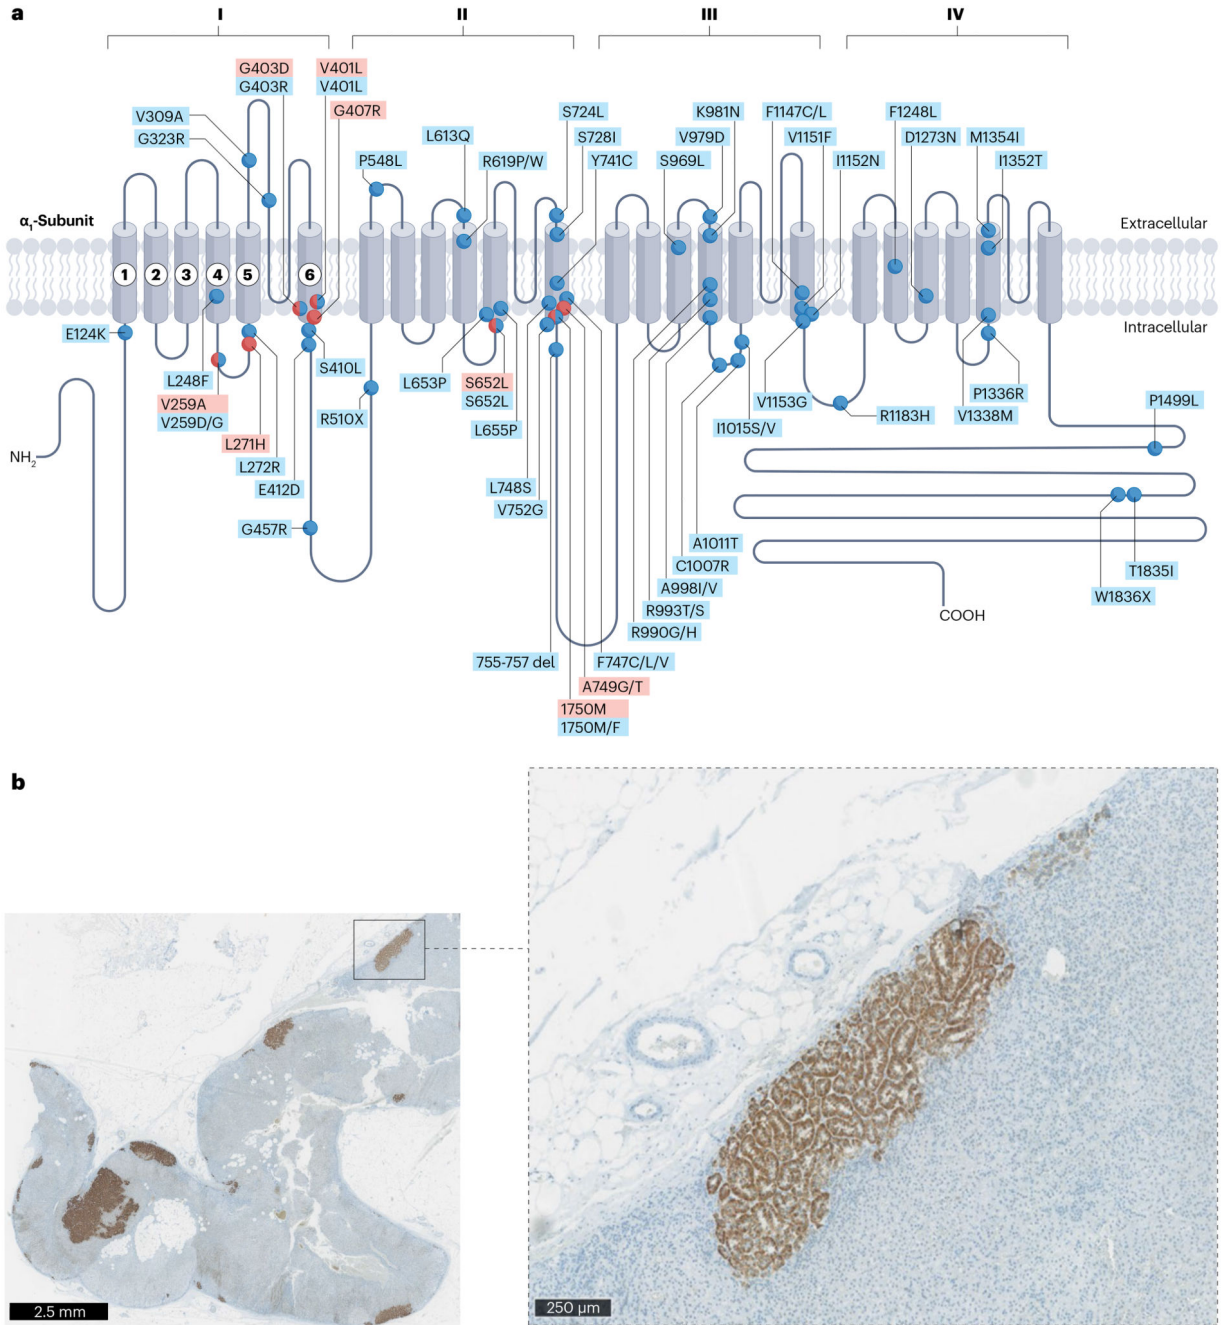 a
I
II
III
IV
G403D
G403R
V401L
V401L
G407R
V309A
G323R
P548L
L613Q
R619P/W
S724L
S728I
Y741C
K981N
V979D
S969L
F1147C/L
V1151F
I1152N
F1248L
D1273N
M1354I
I1352T
α1-Subunit
Extracellular
1
2
3
4
5
6
Intracellular
E124K
L248F
V259A
V259D/G
L271H
L272R
E412D
S410L
R510X
G457R
L653P
S652L
S652L
L655P
L748S
V752G
V1153G
I1015S/V
R1183H
P1336R
V1338M
P1499L
NH2
A1011T
C1007R
A998I/V
R993T/S
R990G/H
T1835I
W1836X
COOH
755-757 del
F747C/L/V
A749G/T
1750M
1750M/F
b
2.5 mm
250 µm